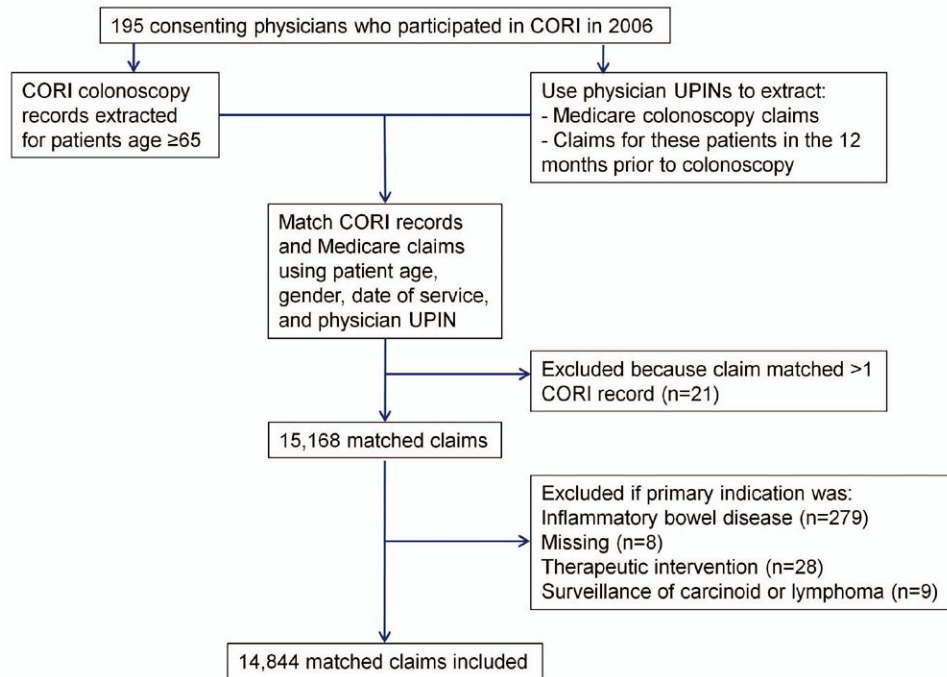 195 consenting physicians who participated in CORI in 2006
CORI colonoscopy
records extracted
for patients age ≥65
Use physician UPINs to extract:
- Medicare colonoscopy claims
- Claims for these patients in the 12
months prior to colonoscopy
Match CORI records
and Medicare claims
using patient age,
gender, date of service,
and physician UPIN
Excluded because claim matched >1
CORI record (n=21)
15,168 matched claims
Excluded if primary indication was:
Inflammatory bowel disease (n=279)
Missing (n=8)
Therapeutic intervention (n=28)
Surveillance of carcinoid or lymphoma (n=9)
14,844 matched claims included